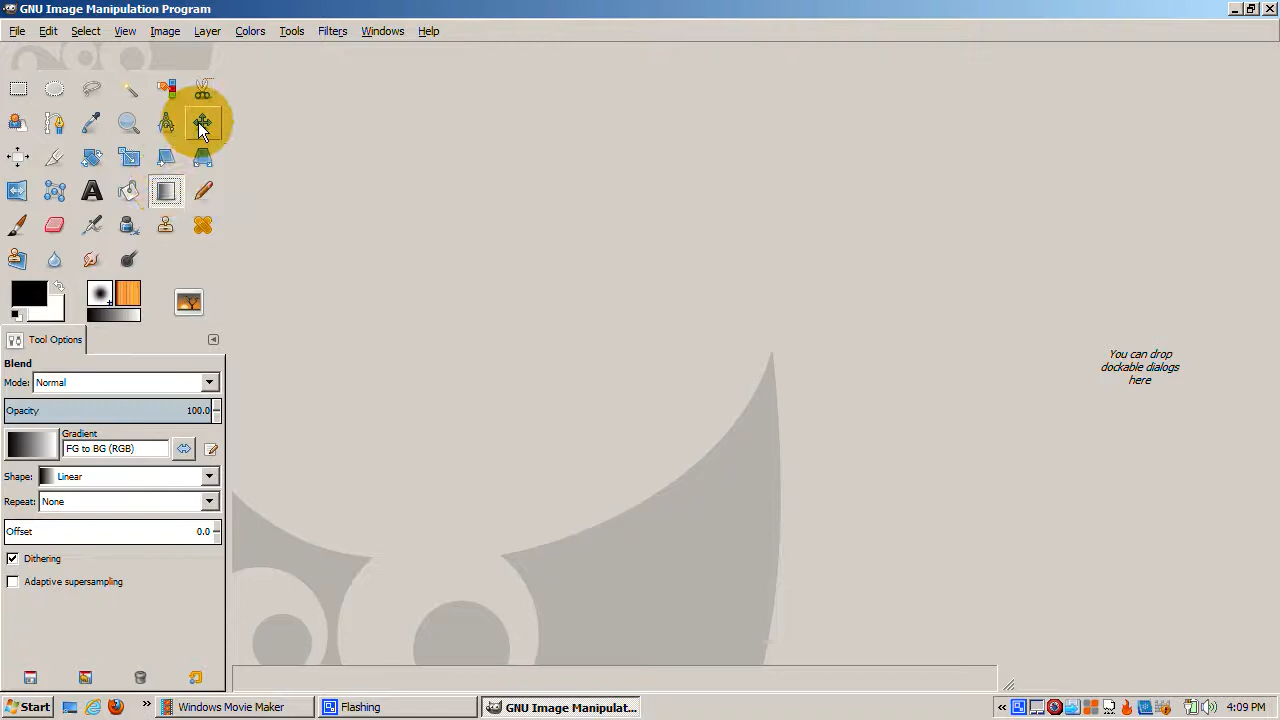 GNU Image Manipulation Program
File Edit Select View Image Layer Colors Tools Filters Windows Help
Tool Options
Blend
Mode: Normal
Opacity 100.0
Gradient
FG to BG (RGB)
Shape: Linear
Repeat: None
Offset 0.0
Dithering
Adaptive supersampling
You can drop
dockable dialogs
here
Start Windows Movie Maker Flashing GNU Image Manipulat... 4:09 PM